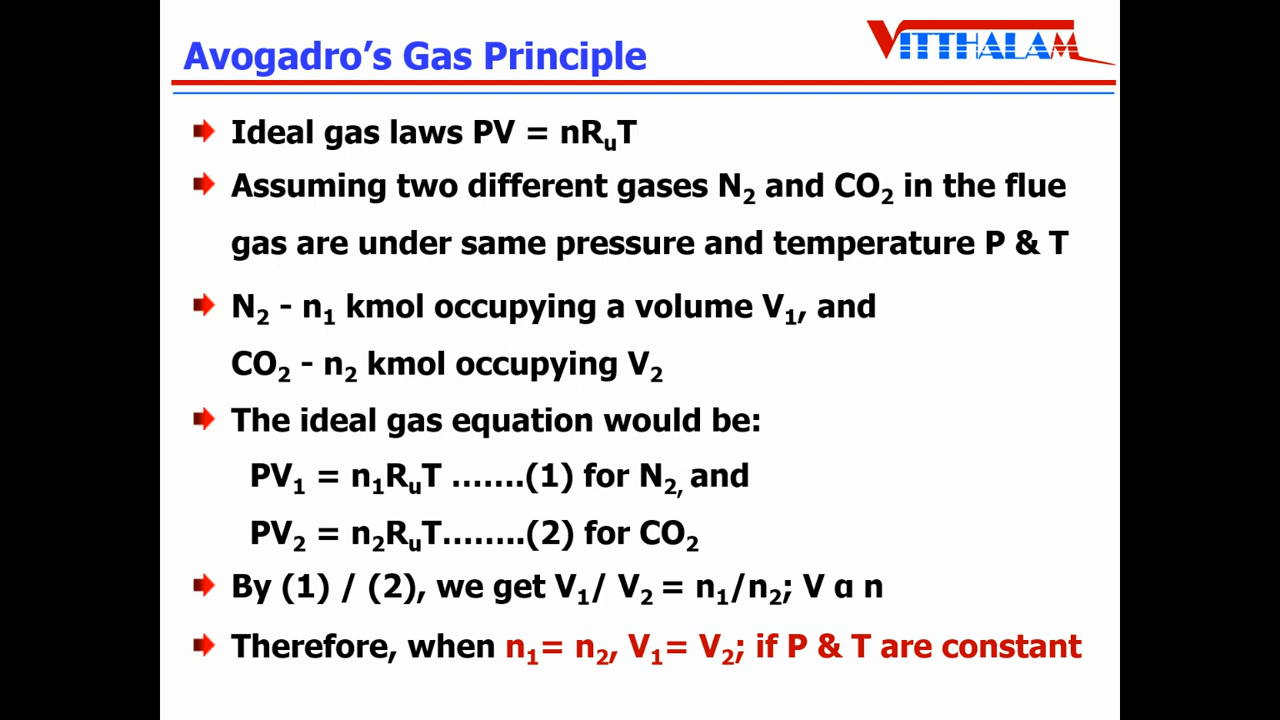 Avogadro's Gas Principle
VITTHALAM
Ideal gas laws PV = nRᵤT
Assuming two different gases N₂ and CO₂ in the flue
gas are under same pressure and temperature P & T
N₂ - n₁ kmol occupying a volume V₁, and
CO₂ - n₂ kmol occupying V₂
The ideal gas equation would be:
PV₁ = n₁RᵤT .......(1) for N₂, and
PV₂ = n₂RᵤT........(2) for CO₂
By (1) / (2), we get V₁/ V₂ = n₁/n₂; V α n
Therefore, when n₁= n₂, V₁= V₂; if P & T are constant